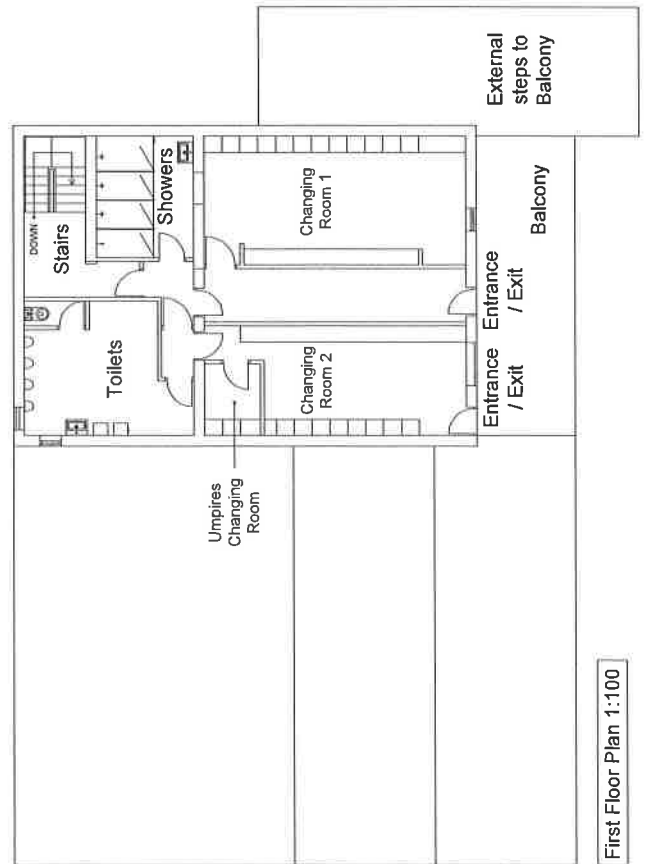 DOWN
Stairs
Showers
Toilets
External
steps to
Balcony
Changing
Room 1
Balcony
Entrance
/ Exit
Entrance
/ Exit
Changing
Room 2
Umpires
Changing
Room
First Floor Plan 1:100